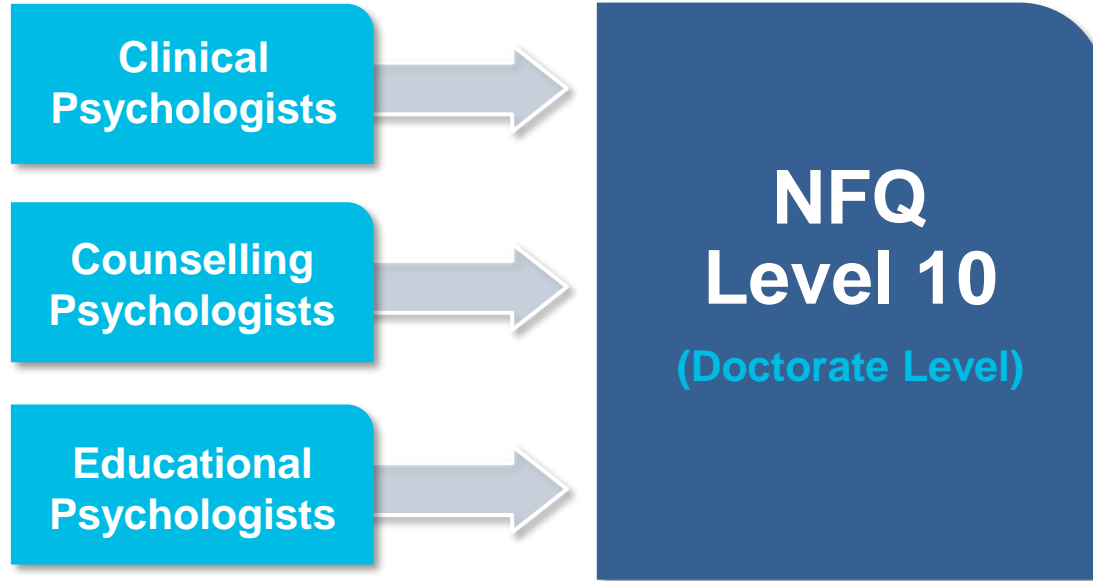 Clinical
Psychologists
Counselling
Psychologists
Educational
Psychologists
NFQ
Level 10
(Doctorate Level)